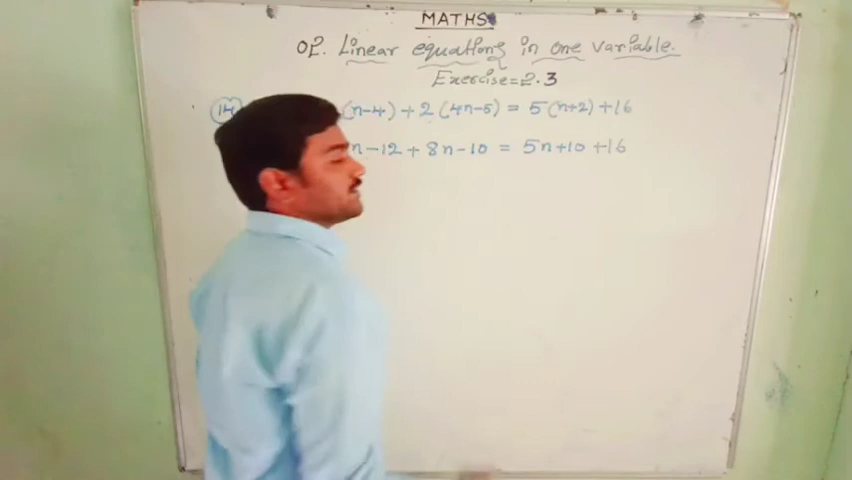 MATHS
02. Linear equations in one variable.
Exercise=2.3
14 (n-4) + 2 (4n-5) = 5 (n+2) +16
n-12 + 8n-10 = 5n+10 +16